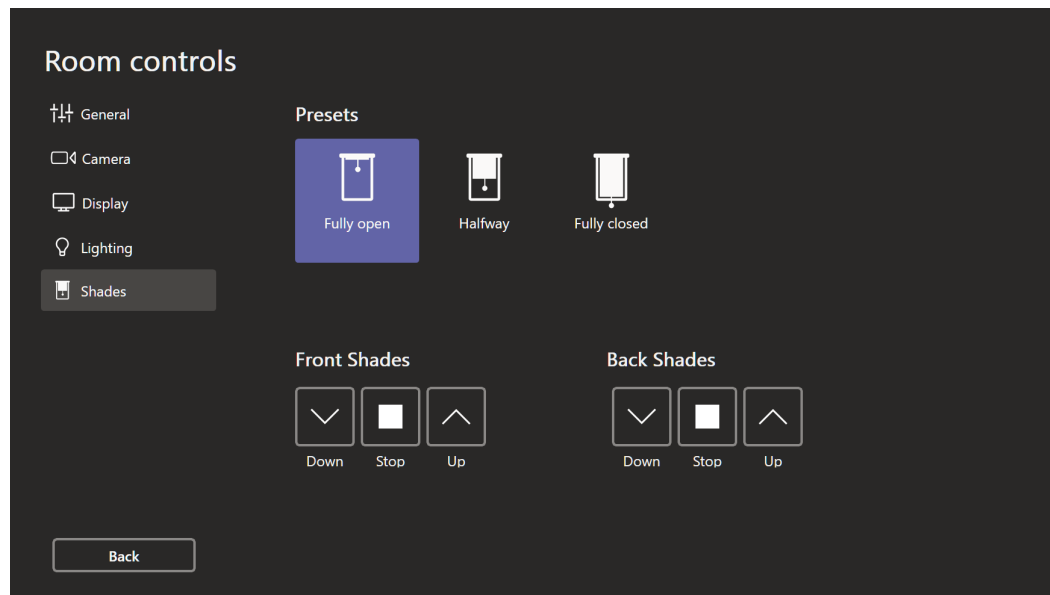 Room controls
General
Camera
Display
Lighting
Shades
Back
Presets
Fully open
Halfway
Fully closed
Front Shades
Down
Stop
Up
Back Shades
Down
Stop
Up